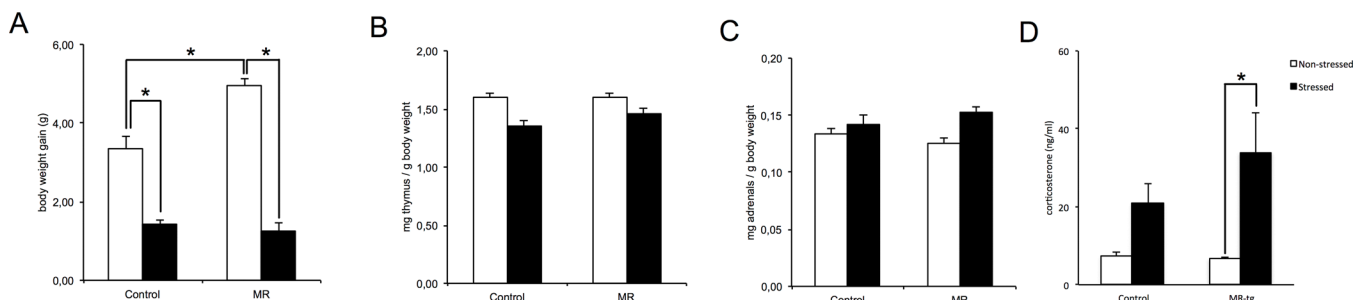 A
6,00
4,00
2,00
0,00
body weight gain (g)
*
*
*
Control
MR
B
2,00
1,50
1,00
0,50
0,00
mg thymus / g body weight
Control
MR
C
0,20
0,15
0,10
0,05
0,00
mg adrenals / g body weight
Control
MR
D
60
40
20
0
corticosterone (ng/ml)
*
Control
MR-tg
Non-stressed
Stressed